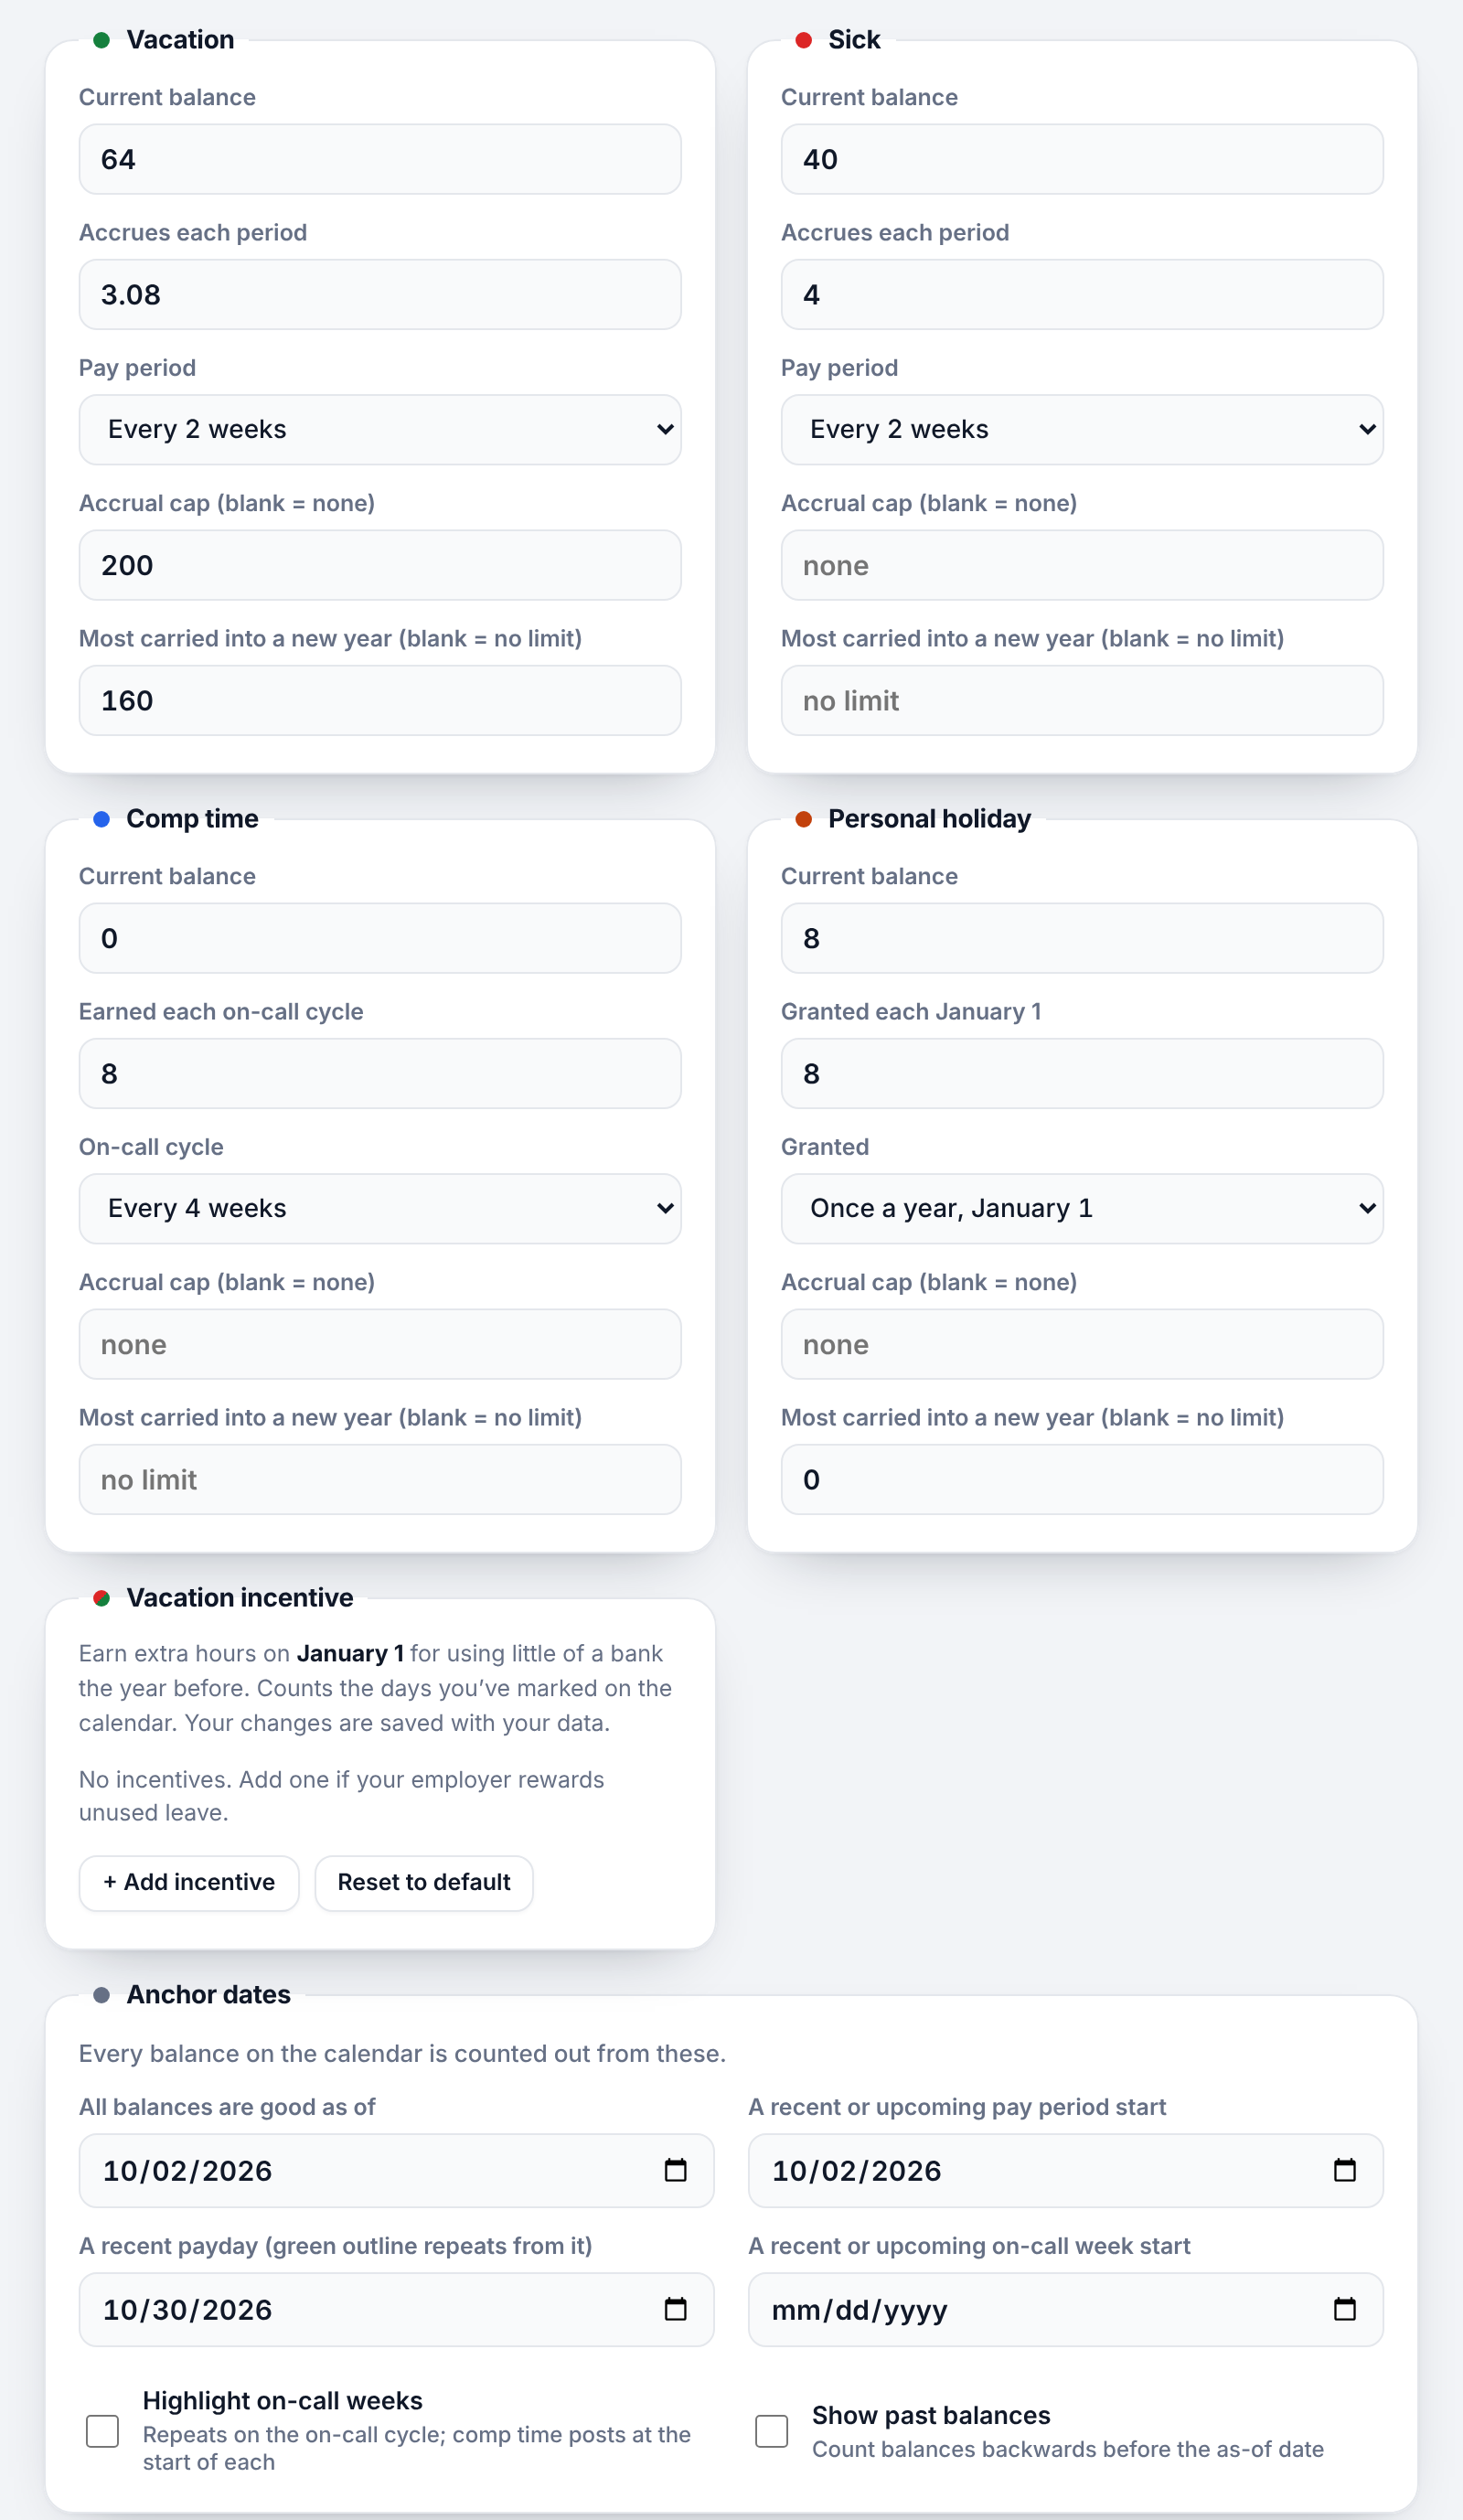 Vacation
Current balance
64
Accrues each period
3.08
Pay period
Every 2 weeks
Accrual cap (blank = none)
200
Most carried into a new year (blank = no limit)
160
Sick
Current balance
40
Accrues each period
4
Pay period
Every 2 weeks
Accrual cap (blank = none)
none
Most carried into a new year (blank = no limit)
no limit
Comp time
Current balance
0
Earned each on-call cycle
8
On-call cycle
Every 4 weeks
Accrual cap (blank = none)
none
Most carried into a new year (blank = no limit)
no limit
Personal holiday
Current balance
8
Granted each January 1
8
Granted
Once a year, January 1
Accrual cap (blank = none)
none
Most carried into a new year (blank = no limit)
0
Vacation incentive
Earn extra hours on January 1 for using little of a bank
the year before. Counts the days you’ve marked on the
calendar. Your changes are saved with your data.
No incentives. Add one if your employer rewards
unused leave.
+ Add incentive
Reset to default
Anchor dates
Every balance on the calendar is counted out from these.
All balances are good as of
10/02/2026
A recent or upcoming pay period start
10/02/2026
A recent payday (green outline repeats from it)
10/30/2026
A recent or upcoming on-call week start
mm/dd/yyyy
Highlight on-call weeks
Repeats on the on-call cycle; comp time posts at the
start of each
Show past balances
Count balances backwards before the as-of date